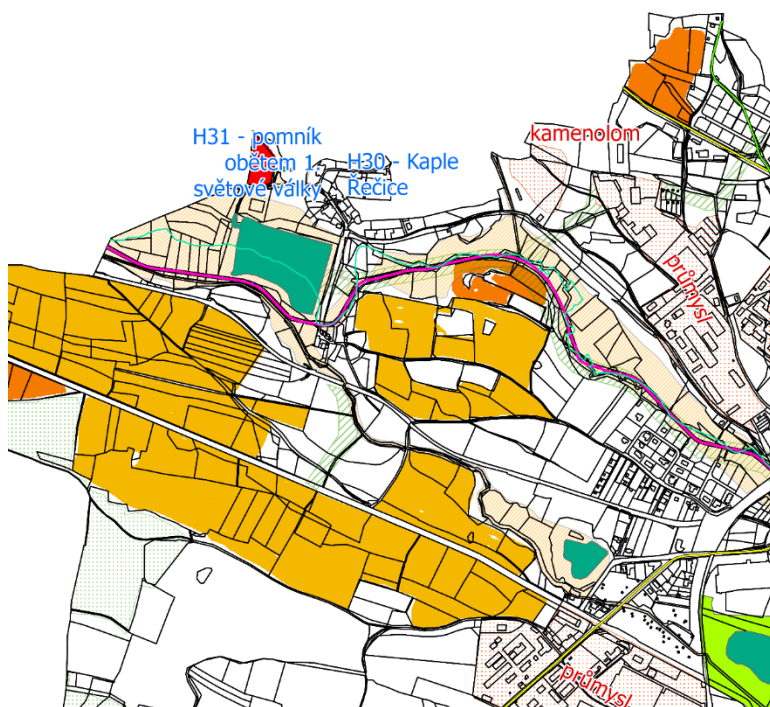 kamenolom
H31 - pomník
obětem 1.
světové války
H30 - Kaple
Řečice
průmysl
průmysl